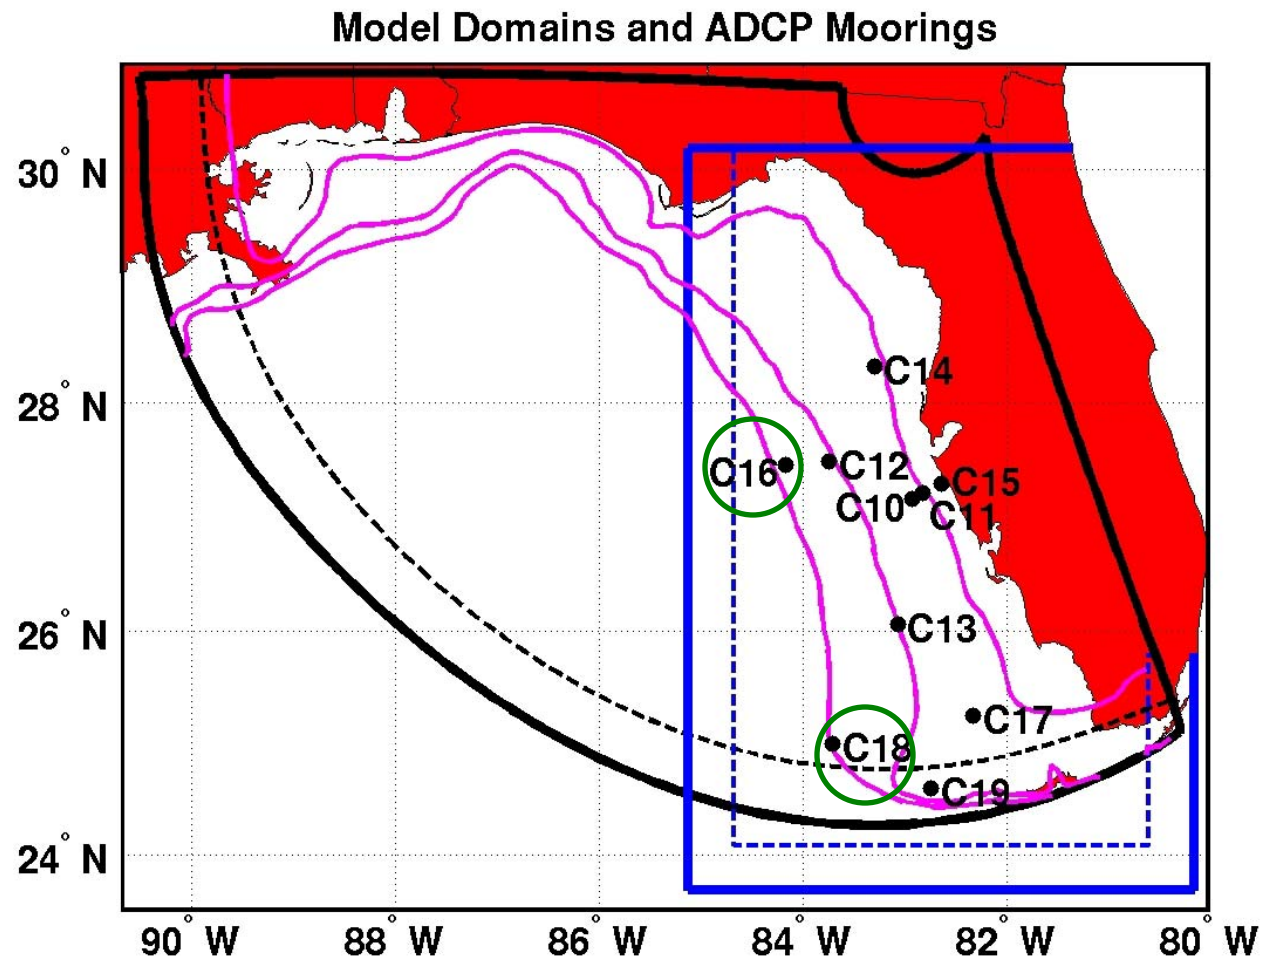 Model Domains and ADCP Moorings
30° N
28° N
26° N
24° N
C14
C16
C12
C15
C10
C11
C13
C17
C18
C19
90° W
88° W
86° W
84° W
82° W
80° W